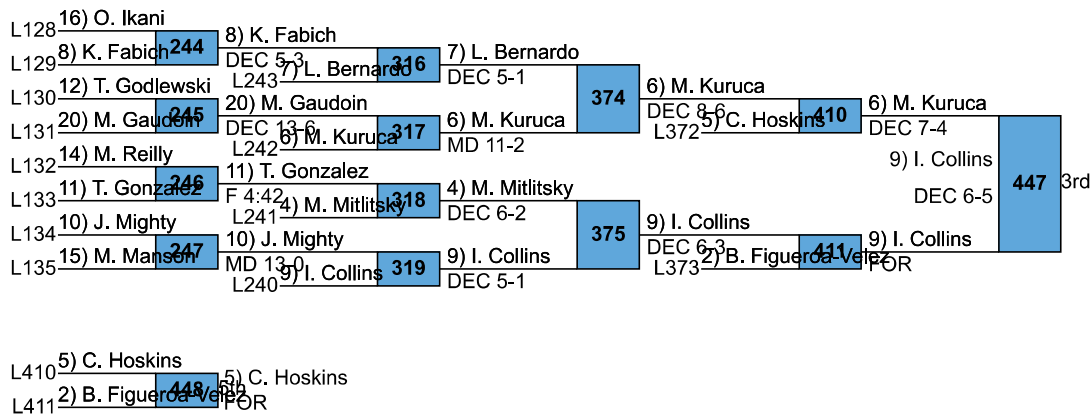 L128 16) O. Ikani
L129 8) K. Fabich
244
8) K. Fabich
DEC 5-3
L130 12) T. Godlewski
L131 20) M. Gaudoin
245
20) M. Gaudoin
DEC 13-6
L132 14) M. Reilly
L133 11) T. Gonzalez
246
11) T. Gonzalez
F 4:42
L134 10) J. Mighty
L135 15) M. Manson
247
10) J. Mighty
MD 13-0
L243 7) L. Bernardo
316
7) L. Bernardo
DEC 5-1
L242 6) M. Kuruca
317
6) M. Kuruca
MD 11-2
L241 4) M. Mitlitsky
318
4) M. Mitlitsky
DEC 6-2
L240 9) I. Collins
319
9) I. Collins
DEC 5-1
374
6) M. Kuruca
DEC 8-6
375
9) I. Collins
DEC 6-3
L372 5) C. Hoskins
410
6) M. Kuruca
DEC 7-4
L373 2) B. Figueroa-Velez
411
9) I. Collins
FOR
9) I. Collins
DEC 6-5
447
3rd
L410 5) C. Hoskins
L411 2) B. Figueroa-Velez
448
5th
5) C. Hoskins
FOR